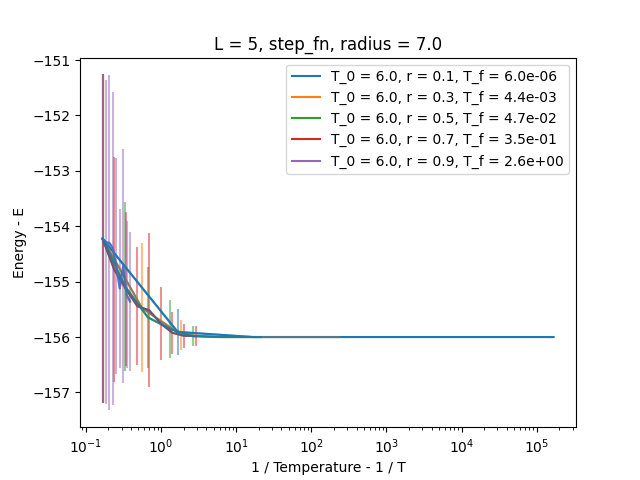 L = 5, step_fn, radius = 7.0
−151
−152
−153
−154
−155
−156
−157
Energy - E
T_0 = 6.0, r = 0.1, T_f = 6.0e-06
T_0 = 6.0, r = 0.3, T_f = 4.4e-03
T_0 = 6.0, r = 0.5, T_f = 4.7e-02
T_0 = 6.0, r = 0.7, T_f = 3.5e-01
T_0 = 6.0, r = 0.9, T_f = 2.6e+00
10⁻¹ 10⁰ 10¹ 10² 10³ 10⁴ 10⁵
1 / Temperature - 1 / T